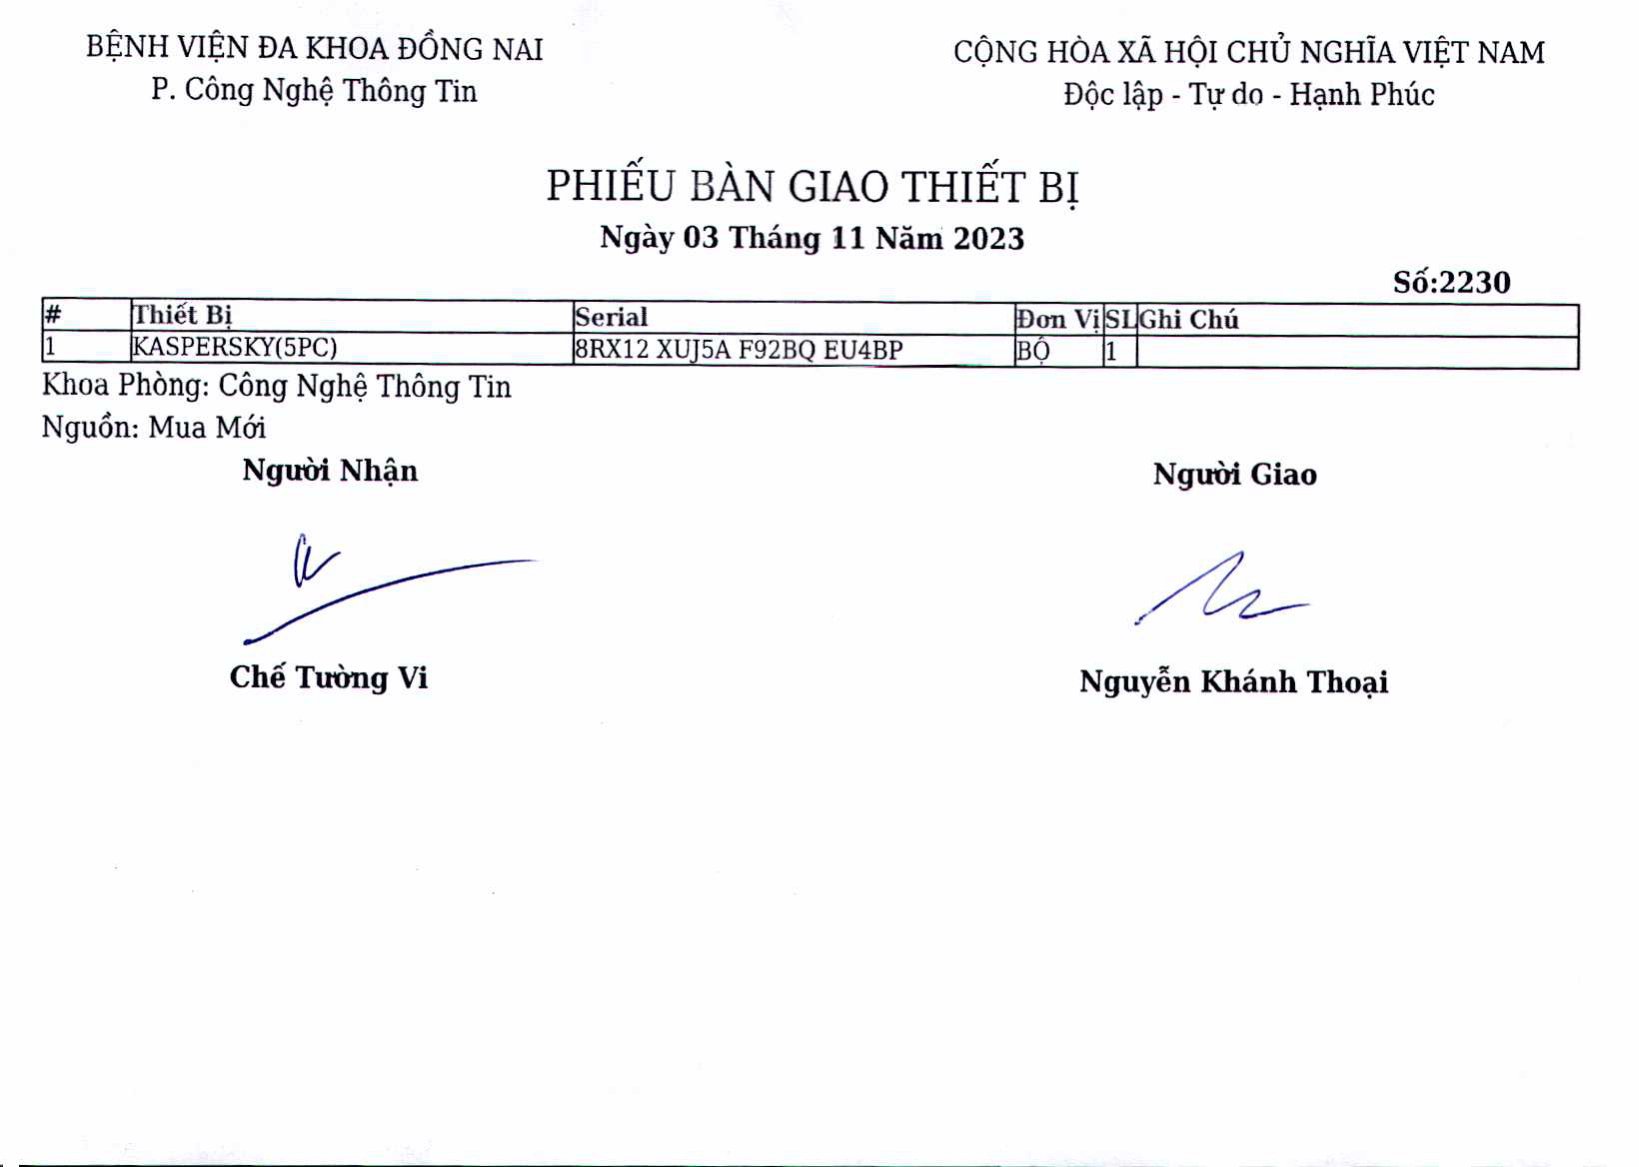 BỆNH VIỆN ĐA KHOA ĐỒNG NAI
P. Công Nghệ Thông Tin
CỘNG HÒA XÃ HỘI CHỦ NGHĨA VIỆT NAM
Độc lập - Tự do - Hạnh Phúc
PHIẾU BÀN GIAO THIẾT BỊ
Ngày 03 Tháng 11 Năm 2023
Số:2230
# Thiết Bị Serial Đơn Vị SL Ghi Chú
1 KASPERSKY(5PC) 8RX12 XUJ5A F92BQ EU4BP BỘ 1
Khoa Phòng: Công Nghệ Thông Tin
Nguồn: Mua Mới
Người Nhận Người Giao
Chế Tường Vi Nguyễn Khánh Thoại